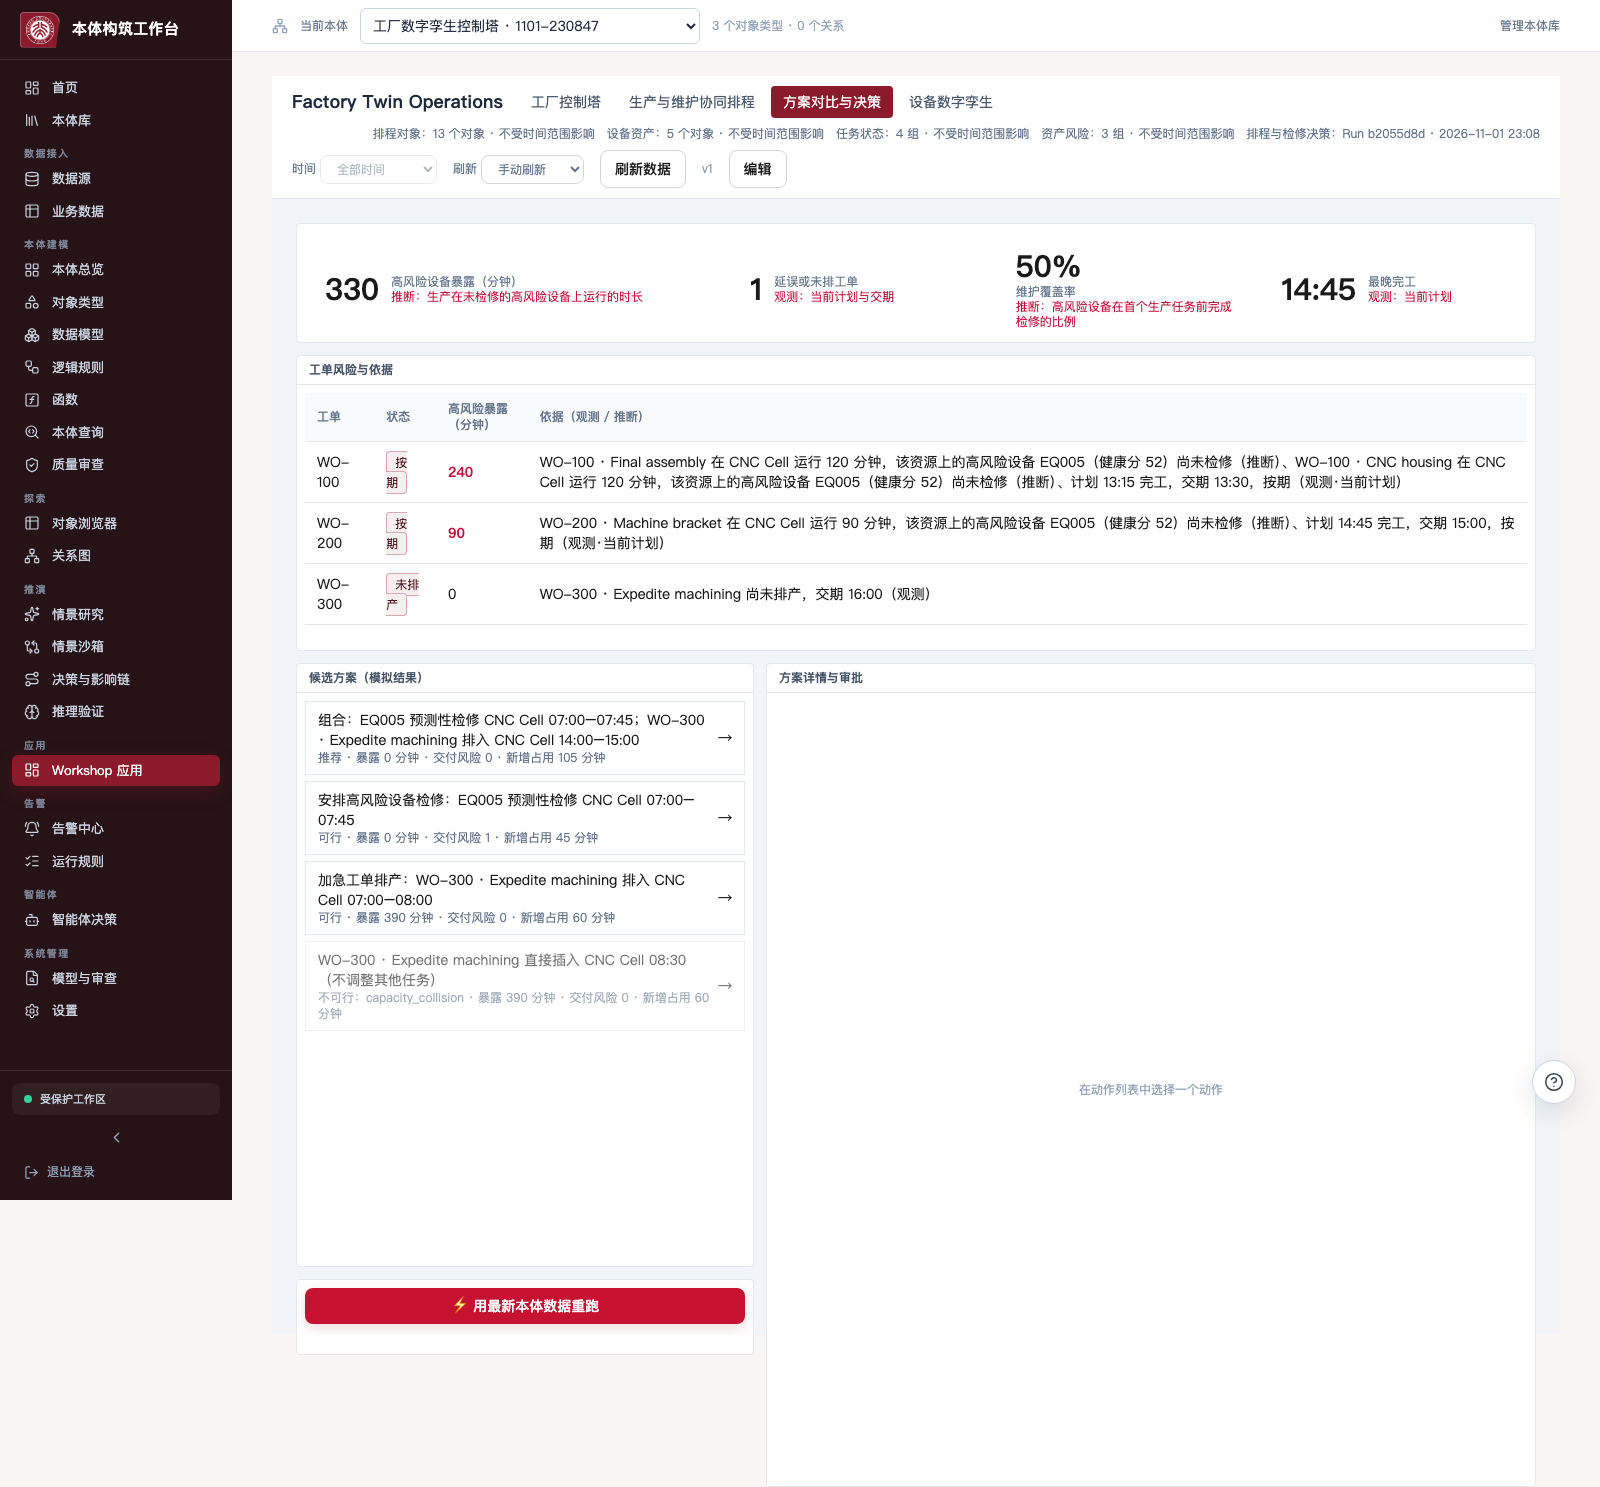 本体构筑工作台
首页
本体库
数据接入
数据源
业务数据
本体建模
本体总览
对象类型
数据模型
逻辑规则
函数
本体查询
质量审查
探索
对象浏览器
关系图
推演
情景研究
情景沙箱
决策与影响链
推理验证
应用
Workshop 应用
告警
告警中心
运行规则
智能体
智能体决策
系统管理
模型与审查
设置
受保护工作区
退出登录
当前本体 工厂数字孪生控制塔 · 1101-230847 3 个对象类型 · 0 个关系 管理本体库
Factory Twin Operations 工厂控制塔 生产与维护协同排程 方案对比与决策 设备数字孪生
排程对象：13 个对象 · 不受时间范围影响 设备资产：5 个对象 · 不受时间范围影响 任务状态：4 组 · 不受时间范围影响 资产风险：3 组 · 不受时间范围影响 排程与检修决策：Run b2055d8d · 2026-11-01 23:08
时间 全部时间 刷新 手动刷新 刷新数据 v1 编辑
330 高风险设备暴露（分钟）
推断：生产在未检修的高风险设备上运行的时长
1 延误或未排工单
观测：当前计划与交期
50%
维护覆盖率
推断：高风险设备在首个生产任务前完成
检修的比例
14:45 最晚完工
观测：当前计划
工单风险与依据
工单 状态 高风险暴露（分钟） 依据（观测 / 推断）
WO-100 按期 240 WO-100 · Final assembly 在 CNC Cell 运行 120 分钟，该资源上的高风险设备 EQ005（健康分 52）尚未检修（推断）、WO-100 · CNC housing 在 CNC
Cell 运行 120 分钟，该资源上的高风险设备 EQ005（健康分 52）尚未检修（推断）、计划 13:15 完工，交期 13:30，按期（观测·当前计划）
WO-200 按期 90 WO-200 · Machine bracket 在 CNC Cell 运行 90 分钟，该资源上的高风险设备 EQ005（健康分 52）尚未检修（推断）、计划 14:45 完工，交期 15:00，按
期（观测·当前计划）
WO-300 未排产 0 WO-300 · Expedite machining 尚未排产，交期 16:00（观测）
候选方案（模拟结果）
组合：EQ005 预测性检修 CNC Cell 07:00—07:45；WO-300
· Expedite machining 排入 CNC Cell 14:00—15:00
推荐 · 暴露 0 分钟 · 交付风险 0 · 新增占用 105 分钟
→
安排高风险设备检修：EQ005 预测性检修 CNC Cell 07:00—
07:45
可行 · 暴露 0 分钟 · 交付风险 1 · 新增占用 45 分钟
→
加急工单排产：WO-300 · Expedite machining 排入 CNC
Cell 07:00—08:00
可行 · 暴露 390 分钟 · 交付风险 0 · 新增占用 60 分钟
→
WO-300 · Expedite machining 直接插入 CNC Cell 08:30
（不调整其他任务）
不可行：capacity_collision · 暴露 390 分钟 · 交付风险 0 · 新增占用 60
分钟
→
⚡ 用最新本体数据重跑
方案详情与审批
在动作列表中选择一个动作